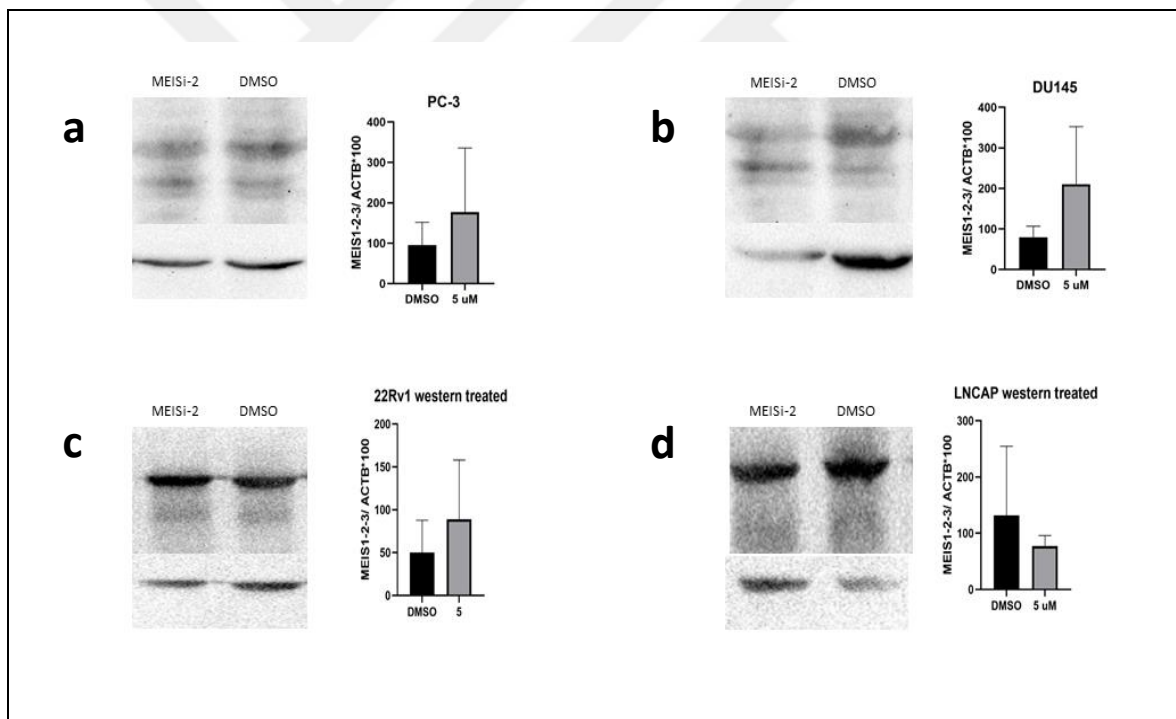 a
MEISi-2 DMSO
PC-3
MEIS1-2-3/ ACTB*100
400
300
200
100
0
DMSO 5 uM
b
MEISi-2 DMSO
DU145
MEIS1-2-3/ ACTB*100
400
300
200
100
0
DMSO 5 uM
c
MEISi-2 DMSO
22Rv1 western treated
MEIS1-2-3/ ACTB*100
200
150
100
50
0
DMSO 5
d
MEISi-2 DMSO
LNCAP western treated
MEIS1-2-3/ ACTB*100
300
200
100
0
DMSO 5 uM